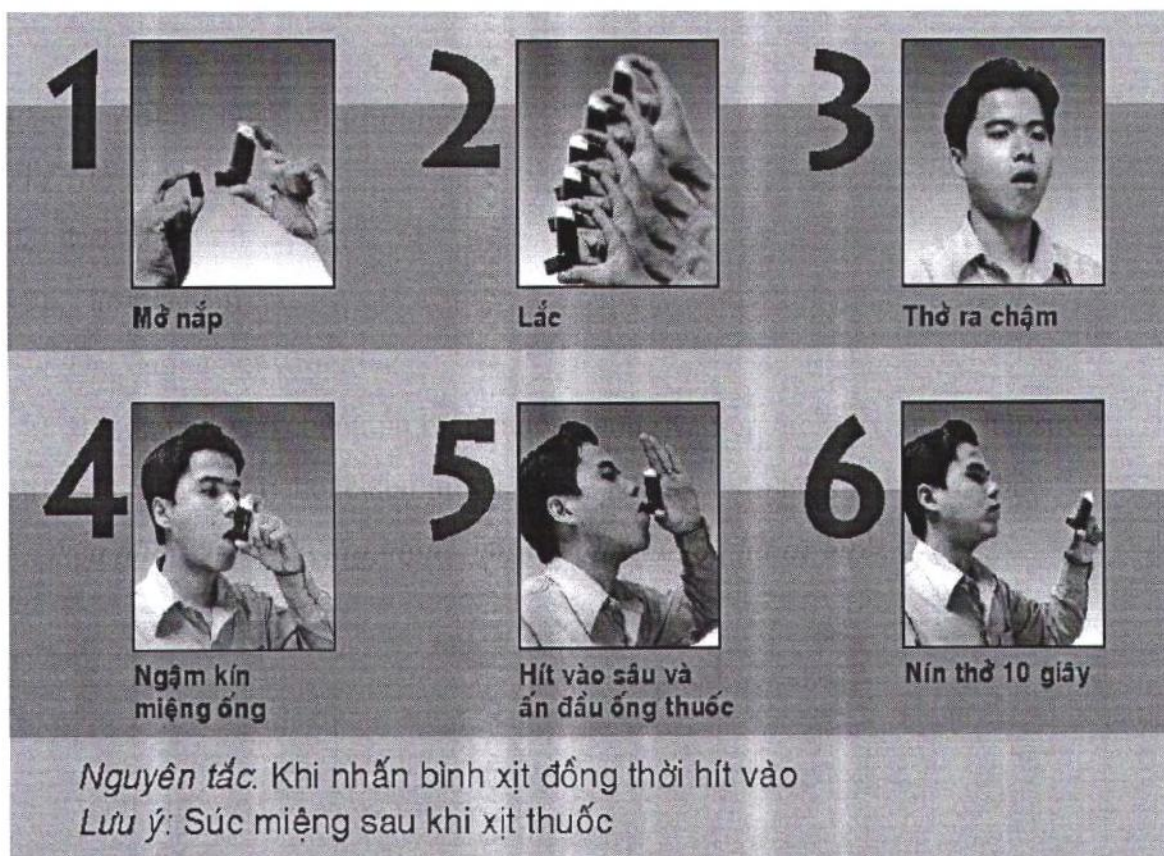 1
Mở nắp
2
Lắc
3
Thở ra chậm
4
Ngậm kín
miệng ống
5
Hít vào sâu và
ấn đầu ống thuốc
6
Nín thở 10 giây
Nguyên tắc: Khi nhấn bình xịt đồng thời hít vào
Lưu ý: Súc miệng sau khi xịt thuốc